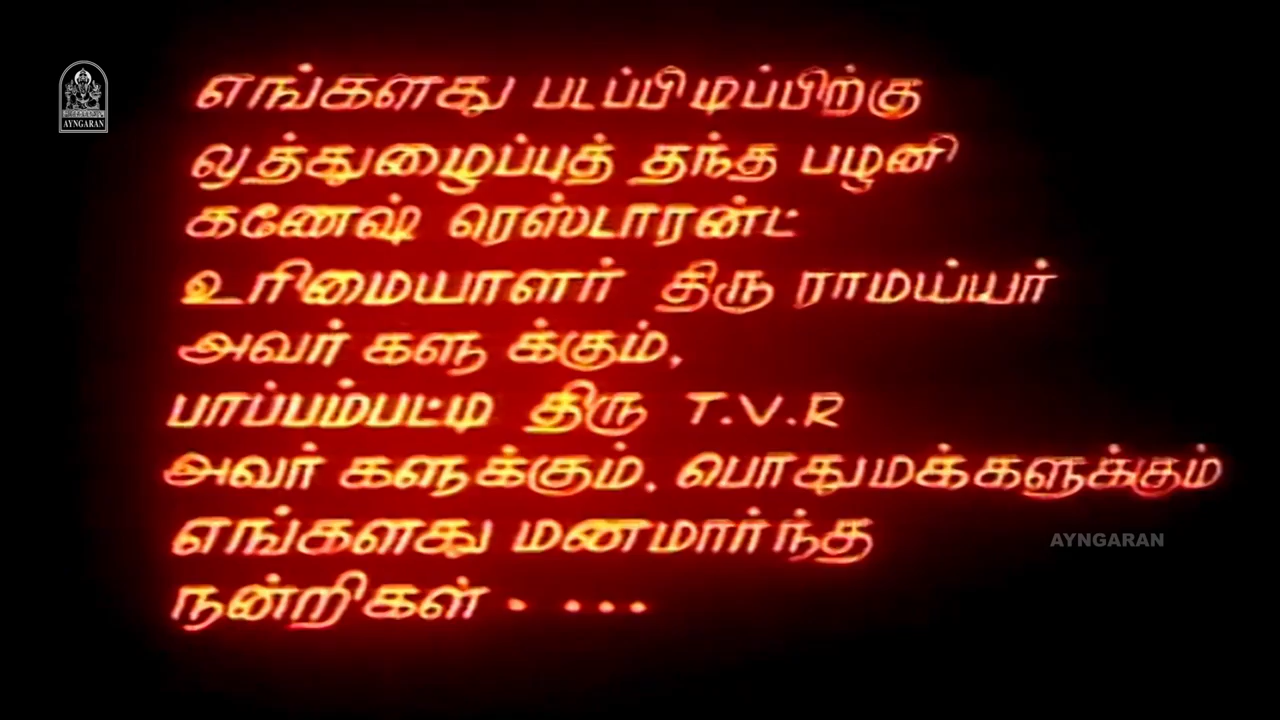 AYNGARAN
எங்களது படப்பிடிப்பிற்கு
ஒத்துழைப்புத் தந்த பழனி
கணேஷ் ரெஸ்டாரன்ட்
உரிமையாளர் திரு ராமய்யர்
அவர் களு க்கும்,
பாப்பம்பட்டி திரு T.V.R
அவர் களுக்கும், பொதுமக்களுக்கும்
எங்களது மனமார்ந்த
AYNGARAN
நன்றிகள் . ...